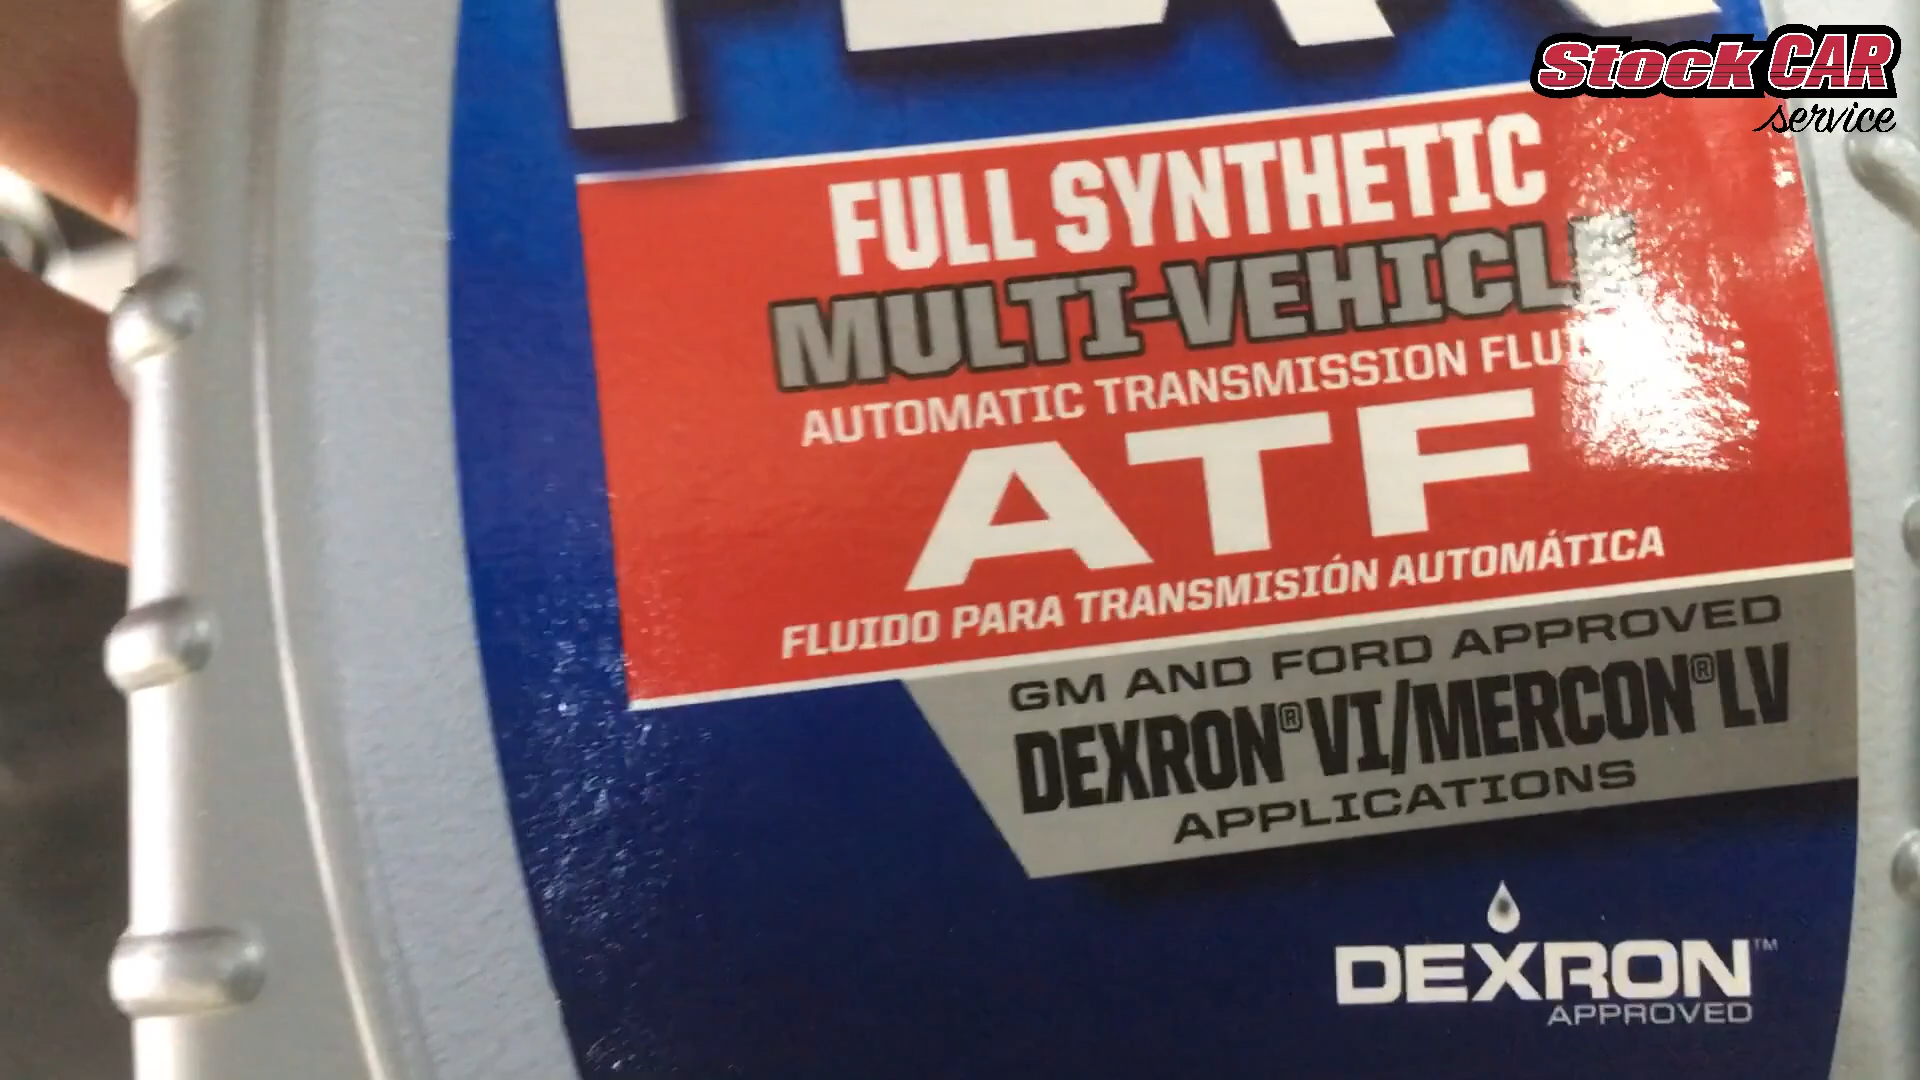 Stock CAR
service
FULL SYNTHETIC
MULTI-VEHICLE
AUTOMATIC TRANSMISSION FLUID
ATF
FLUIDO PARA TRANSMISIÓN AUTOMÁTICA
GM AND FORD APPROVED
DEXRON® VI/MERCON® LV
APPLICATIONS
DEXRON™
APPROVED